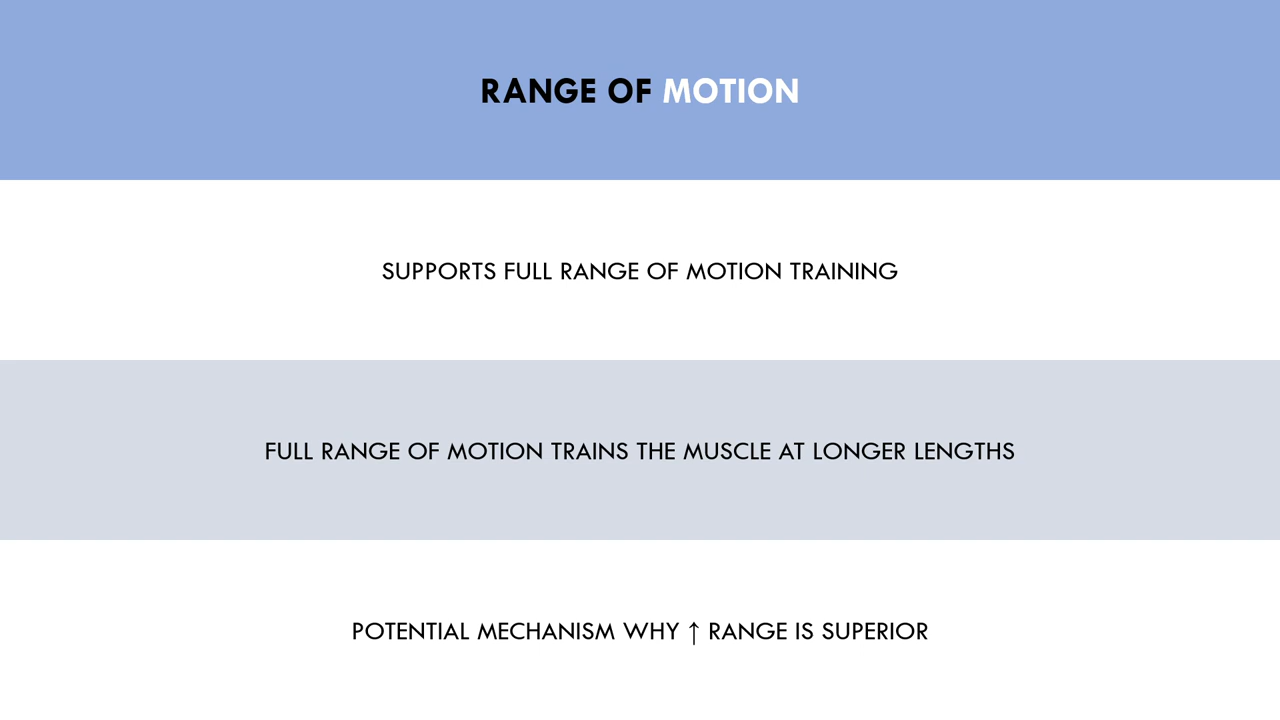 RANGE OF MOTION
SUPPORTS FULL RANGE OF MOTION TRAINING
FULL RANGE OF MOTION TRAINS THE MUSCLE AT LONGER LENGTHS
POTENTIAL MECHANISM WHY ↑ RANGE IS SUPERIOR